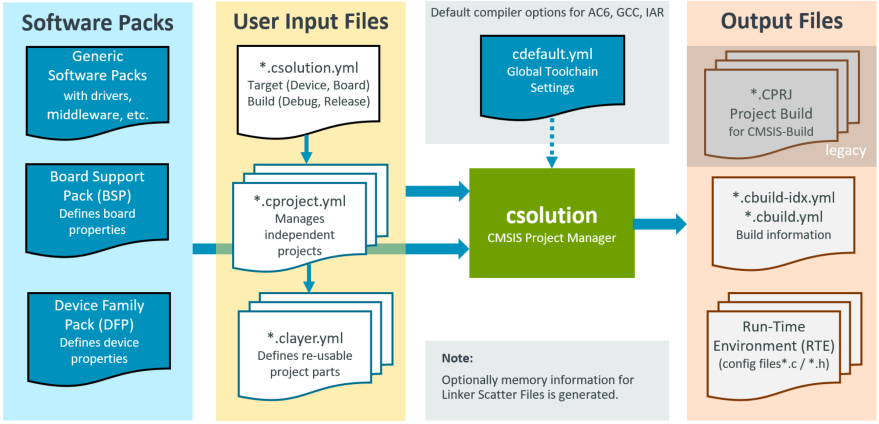 Software Packs
Generic
Software Packs
with drivers,
middleware, etc.
Board Support
Pack (BSP)
Defines board
properties
Device Family
Pack (DFP)
Defines device
properties
User Input Files
*.csolution.yml
Target (Device, Board)
Build (Debug, Release)
*.cproject.yml
Manages
independent
projects
*.clayer.yml
Defines re-usable
project parts
Default compiler options for AC6, GCC, IAR
cdefault.yml
Global Toolchain
Settings
csolution
CMSIS Project Manager
Note:
Optionally memory information for
Linker Scatter Files is generated.
Output Files
*.CPRJ
Project Build
for CMSIS-Build
legacy
*.cbuild-idx.yml
*.cbuild.yml
Build information
Run-Time
Environment (RTE)
(config files*.c / *.h)